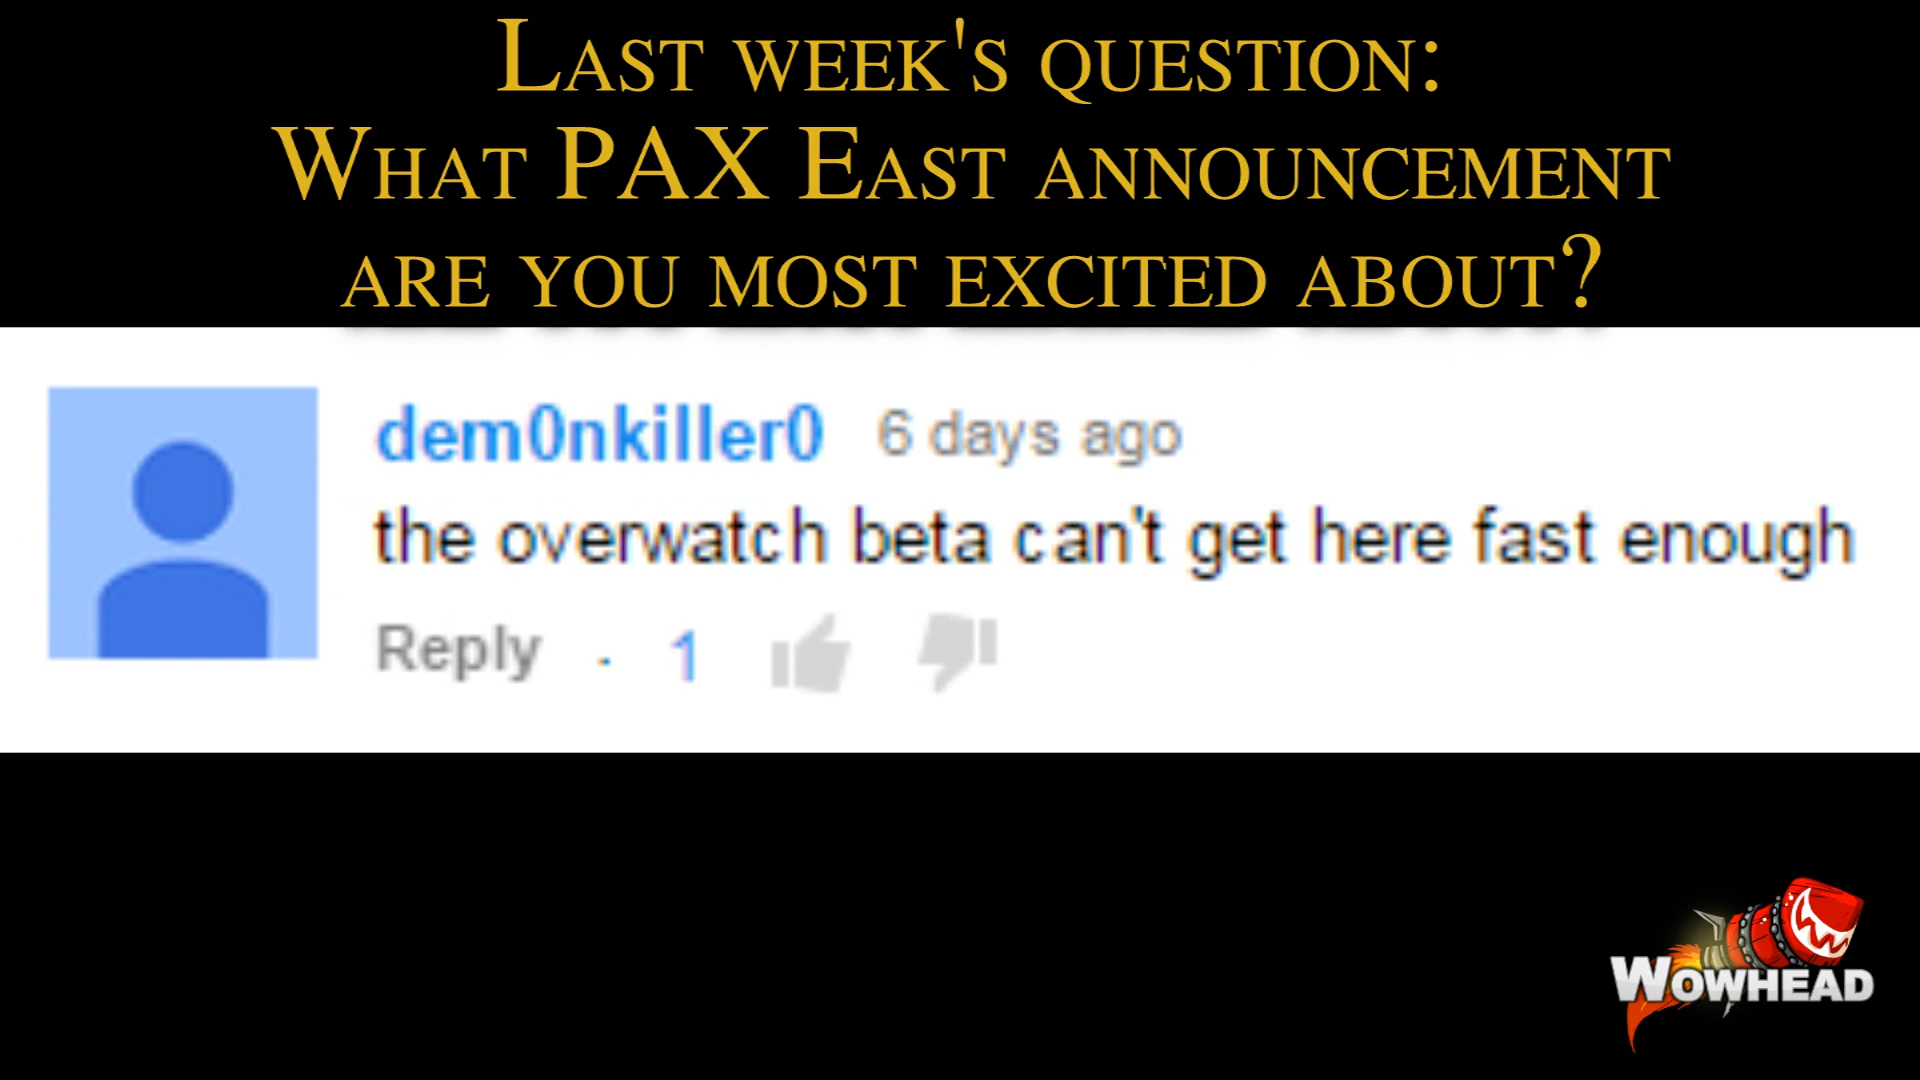 Last week's question:
What PAX East announcement
are you most excited about?
dem0nkiller0 6 days ago
the overwatch beta can't get here fast enough
Reply · 1
Wowhead